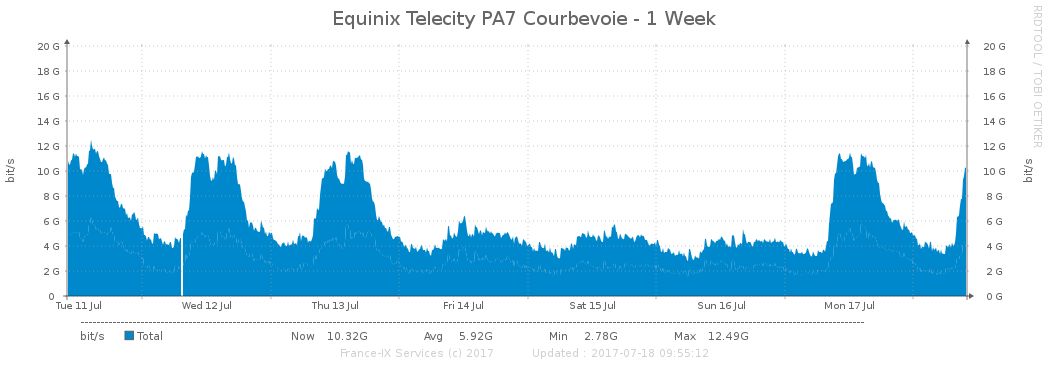 Equinix Telecity PA7 Courbevoie - 1 Week
RRDTOOL / TOBI OETIKER
bit/s
20 G
18 G
16 G
14 G
12 G
10 G
8 G
6 G
4 G
2 G
0
20 G
18 G
16 G
14 G
12 G
10 G
8 G
6 G
4 G
2 G
0 G
bit/s
Tue 11 Jul Wed 12 Jul Thu 13 Jul Fri 14 Jul Sat 15 Jul Sun 16 Jul Mon 17 Jul
bit/s Total Now 10.32G Avg 5.92G Min 2.78G Max 12.49G
France-IX Services (c) 2017 Updated : 2017-07-18 09:55:12